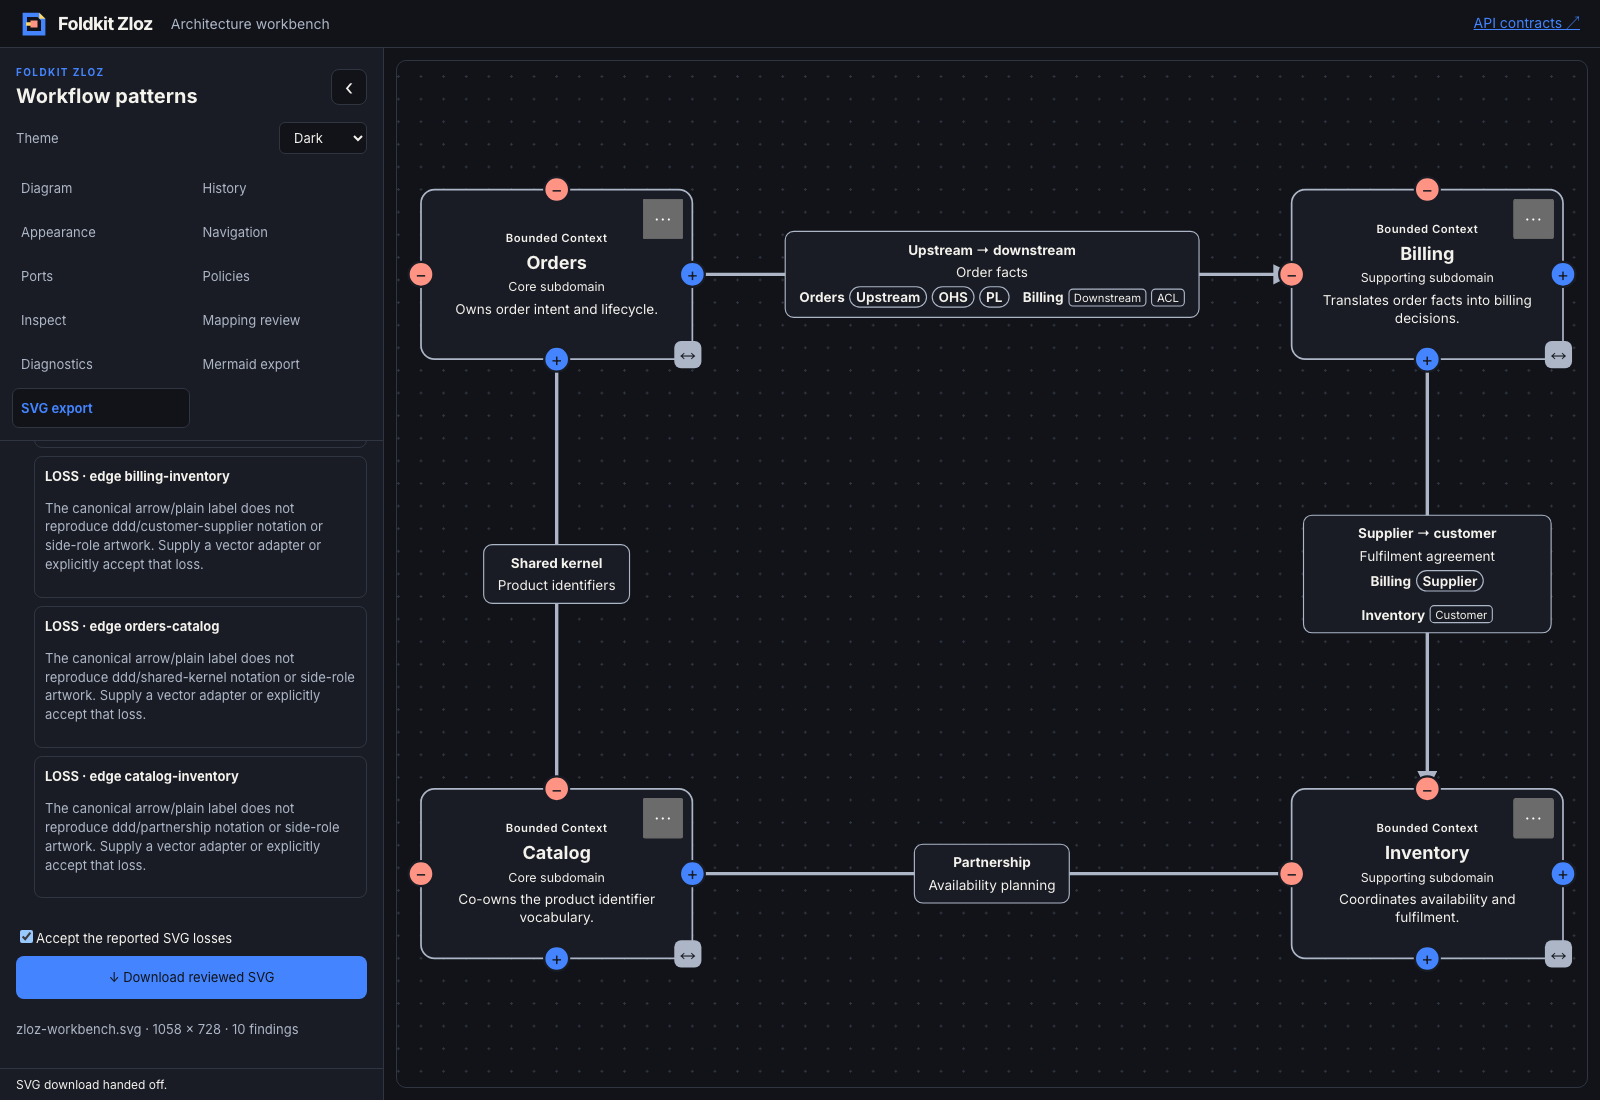 Foldkit Zloz
Architecture workbench
API contracts ↗
FOLDKIT ZLOZ
Workflow patterns
‹
Theme
Dark
Diagram
History
Appearance
Navigation
Ports
Policies
Inspect
Mapping review
Diagnostics
Mermaid export
SVG export
LOSS · edge billing-inventory
The canonical arrow/plain label does not
reproduce ddd/customer-supplier notation or
side-role artwork. Supply a vector adapter or
explicitly accept that loss.
LOSS · edge orders-catalog
The canonical arrow/plain label does not
reproduce ddd/shared-kernel notation or side-role
artwork. Supply a vector adapter or explicitly
accept that loss.
LOSS · edge catalog-inventory
The canonical arrow/plain label does not
reproduce ddd/partnership notation or side-role
artwork. Supply a vector adapter or explicitly
accept that loss.
Accept the reported SVG losses
↓ Download reviewed SVG
zloz-workbench.svg · 1058 × 728 · 10 findings
SVG download handed off.
Bounded Context
Orders
Core subdomain
Owns order intent and lifecycle.
Upstream → downstream
Order facts
Orders Upstream OHS PL Billing Downstream ACL
Bounded Context
Billing
Supporting subdomain
Translates order facts into billing
decisions.
Shared kernel
Product identifiers
Supplier → customer
Fulfilment agreement
Billing Supplier
Inventory Customer
Bounded Context
Catalog
Core subdomain
Co-owns the product identifier
vocabulary.
Partnership
Availability planning
Bounded Context
Inventory
Supporting subdomain
Coordinates availability and
fulfilment.